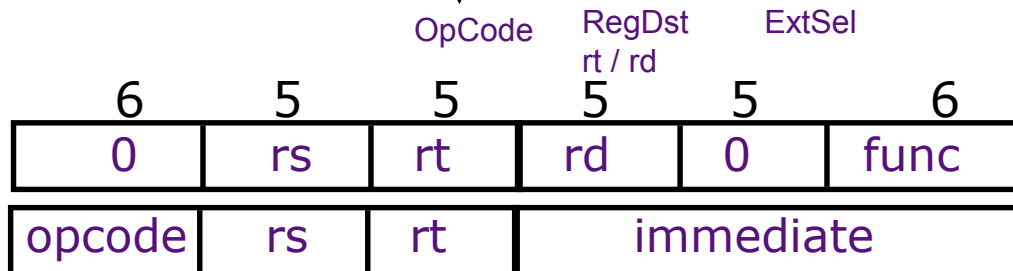 OpCode RegDst ExtSel
rt / rd
6 5 5 5 5 6
0 rs rt rd 0 func
opcode rs rt immediate